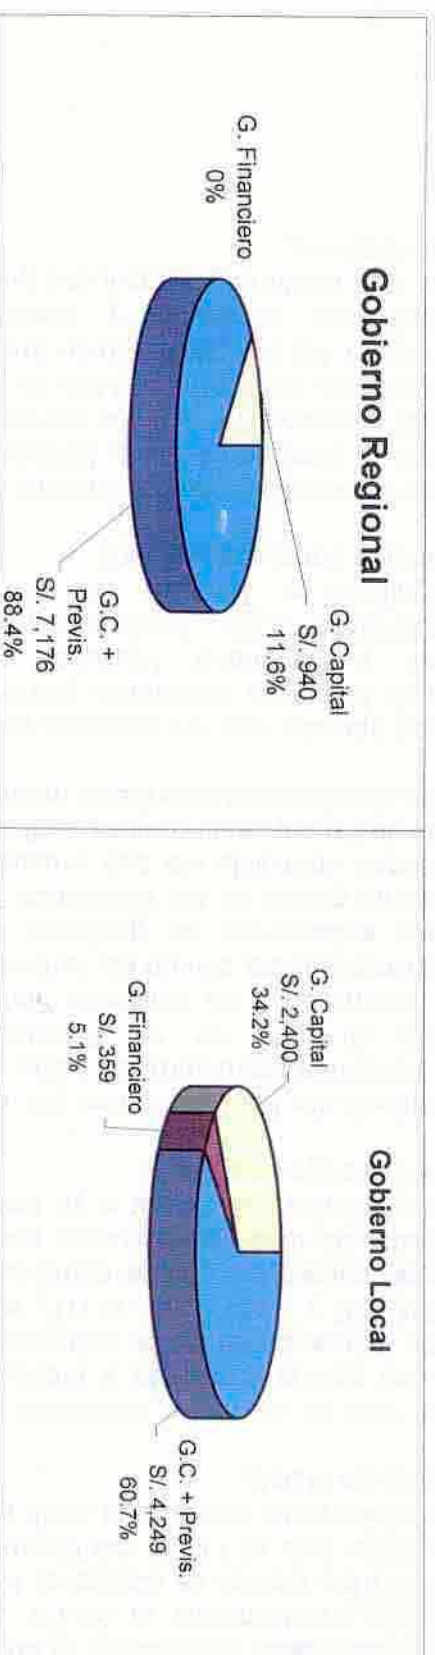 Gobierno Regional
G. Financiero
0%
G. Capital
S/. 940
11.6%
G.C. +
Previs.
S/. 7,176
88.4%
Gobierno Local
G. Capital
S/. 2,400
34.2%
G. Financiero
S/. 359
5.1%
G.C. + Previs.
S/. 4,249
60.7%